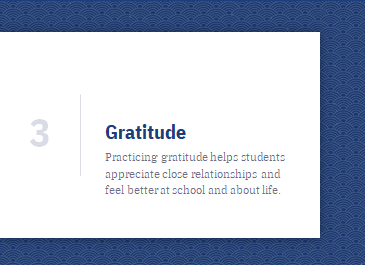 3
Gratitude
Practicing gratitude helps students
appreciate close relationships and
feel better at school and about life.